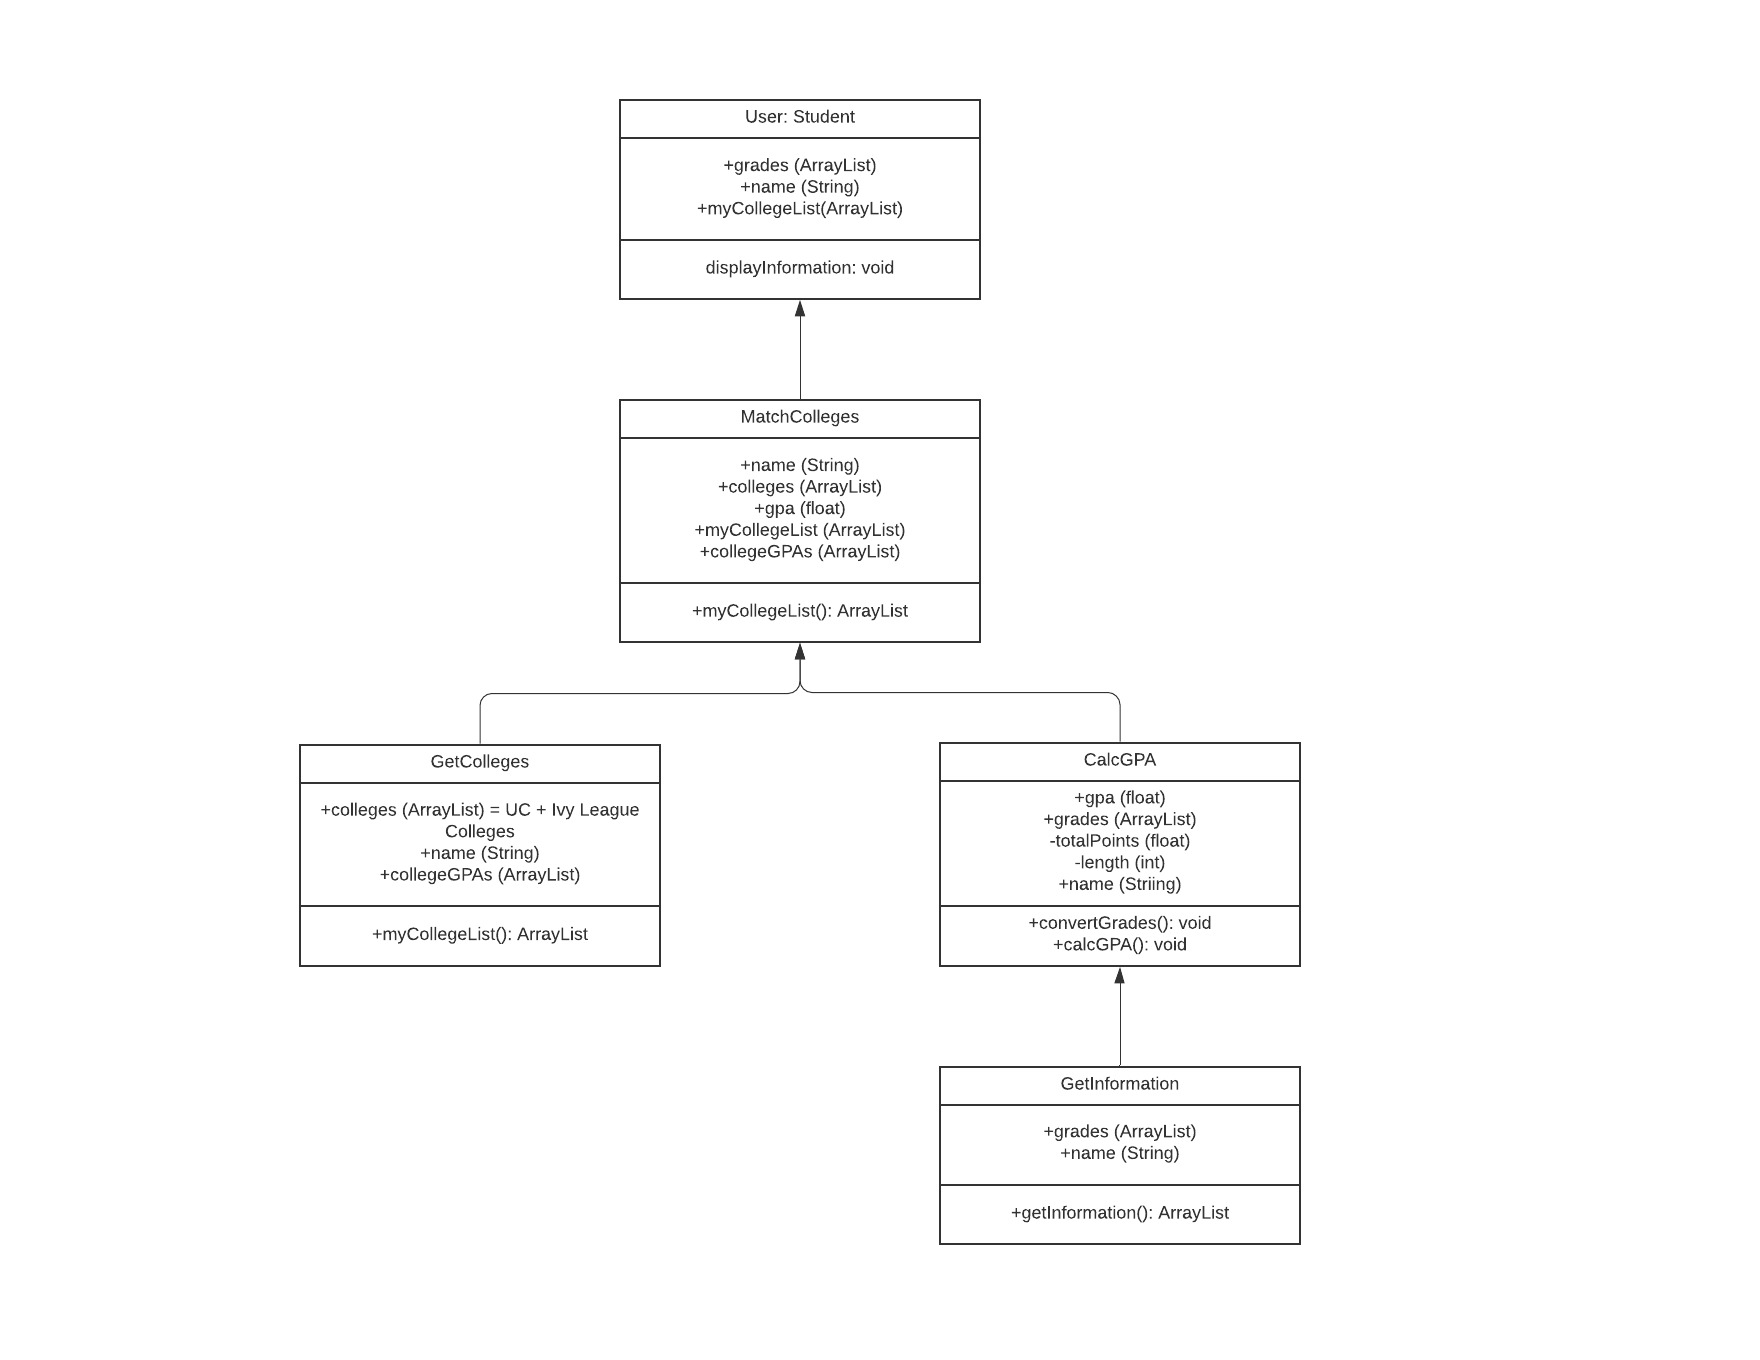 User: Student
+grades (ArrayList)
+name (String)
+myCollegeList(ArrayList)
displayInformation: void
MatchColleges
+name (String)
+colleges (ArrayList)
+gpa (float)
+myCollegeList (ArrayList)
+collegeGPAs (ArrayList)
+myCollegeList(): ArrayList
GetColleges
+colleges (ArrayList) = UC + Ivy League
Colleges
+name (String)
+collegeGPAs (ArrayList)
+myCollegeList(): ArrayList
CalcGPA
+gpa (float)
+grades (ArrayList)
-totalPoints (float)
-length (int)
+name (Striing)
+convertGrades(): void
+calcGPA(): void
GetInformation
+grades (ArrayList)
+name (String)
+getInformation(): ArrayList